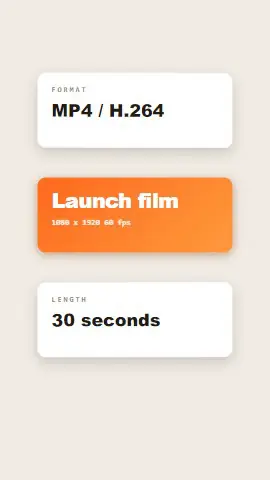 FORMAT
MP4 / H.264
Launch film
1080 x 1920 60 fps
LENGTH
30 seconds